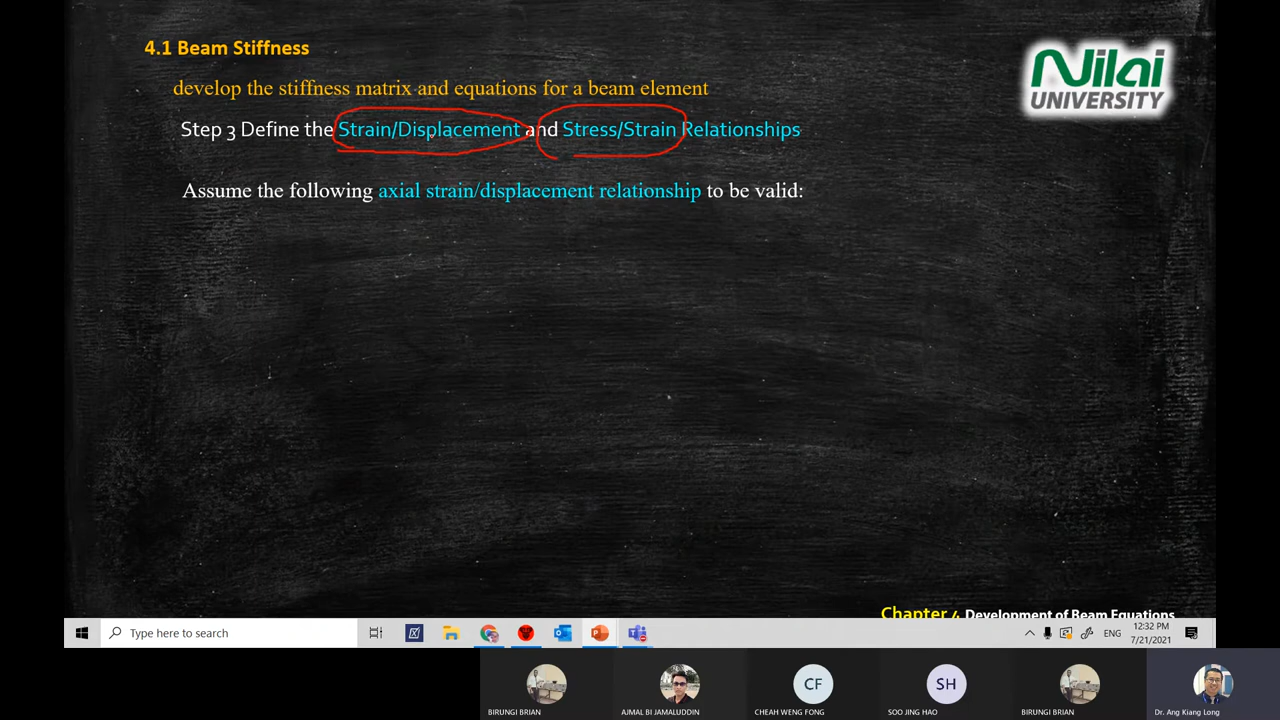 4.1 Beam Stiffness
Nilai
UNIVERSITY
develop the stiffness matrix and equations for a beam element
Step 3 Define the Strain/Displacement and Stress/Strain Relationships
Assume the following axial strain/displacement relationship to be valid:
Chapter 4 Development of Beam Equations
Type here to search
ENG
12:32 PM
7/21/2021
CF
SH
BIRUNGI BRIAN
AJMAL BI JAMALUDDIN
CHEAH WENG FONG
SOO JING HAO
BIRUNGI BRIAN
Dr. Ang Kiang Long